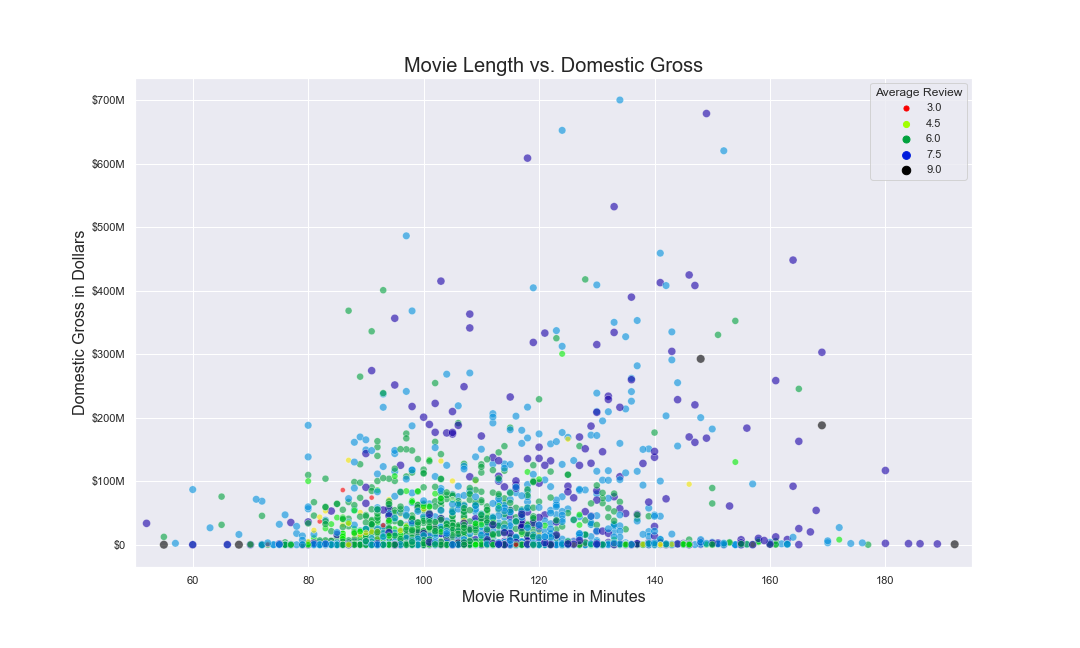 Movie Length vs. Domestic Gross
Average Review
3.0
4.5
6.0
7.5
9.0
Domestic Gross in Dollars
$700M
$600M
$500M
$400M
$300M
$200M
$100M
$0
60 80 100 120 140 160 180
Movie Runtime in Minutes